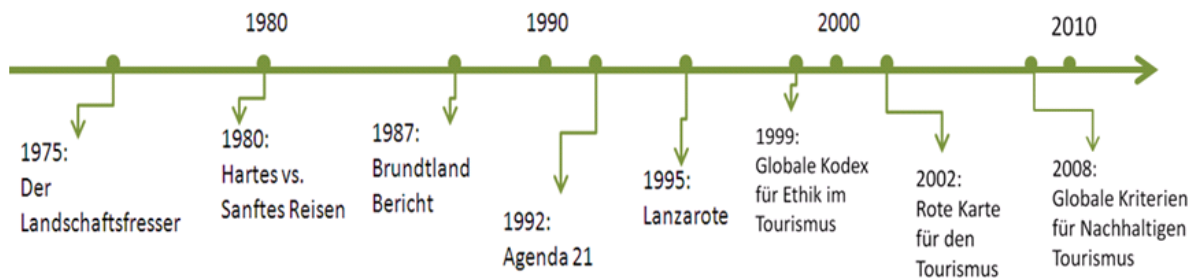 1980
1990
2000
2010
1975:
Der
Landschaftsfresser
1980:
Hartes vs.
Sanftes Reisen
1987:
Brundtland
Bericht
1992:
Agenda 21
1995:
Lanzarote
1999:
Globale Kodex
für Ethik im
Tourismus
2002:
Rote Karte
für den
Tourismus
2008:
Globale Kriterien
für Nachhaltigen
Tourismus